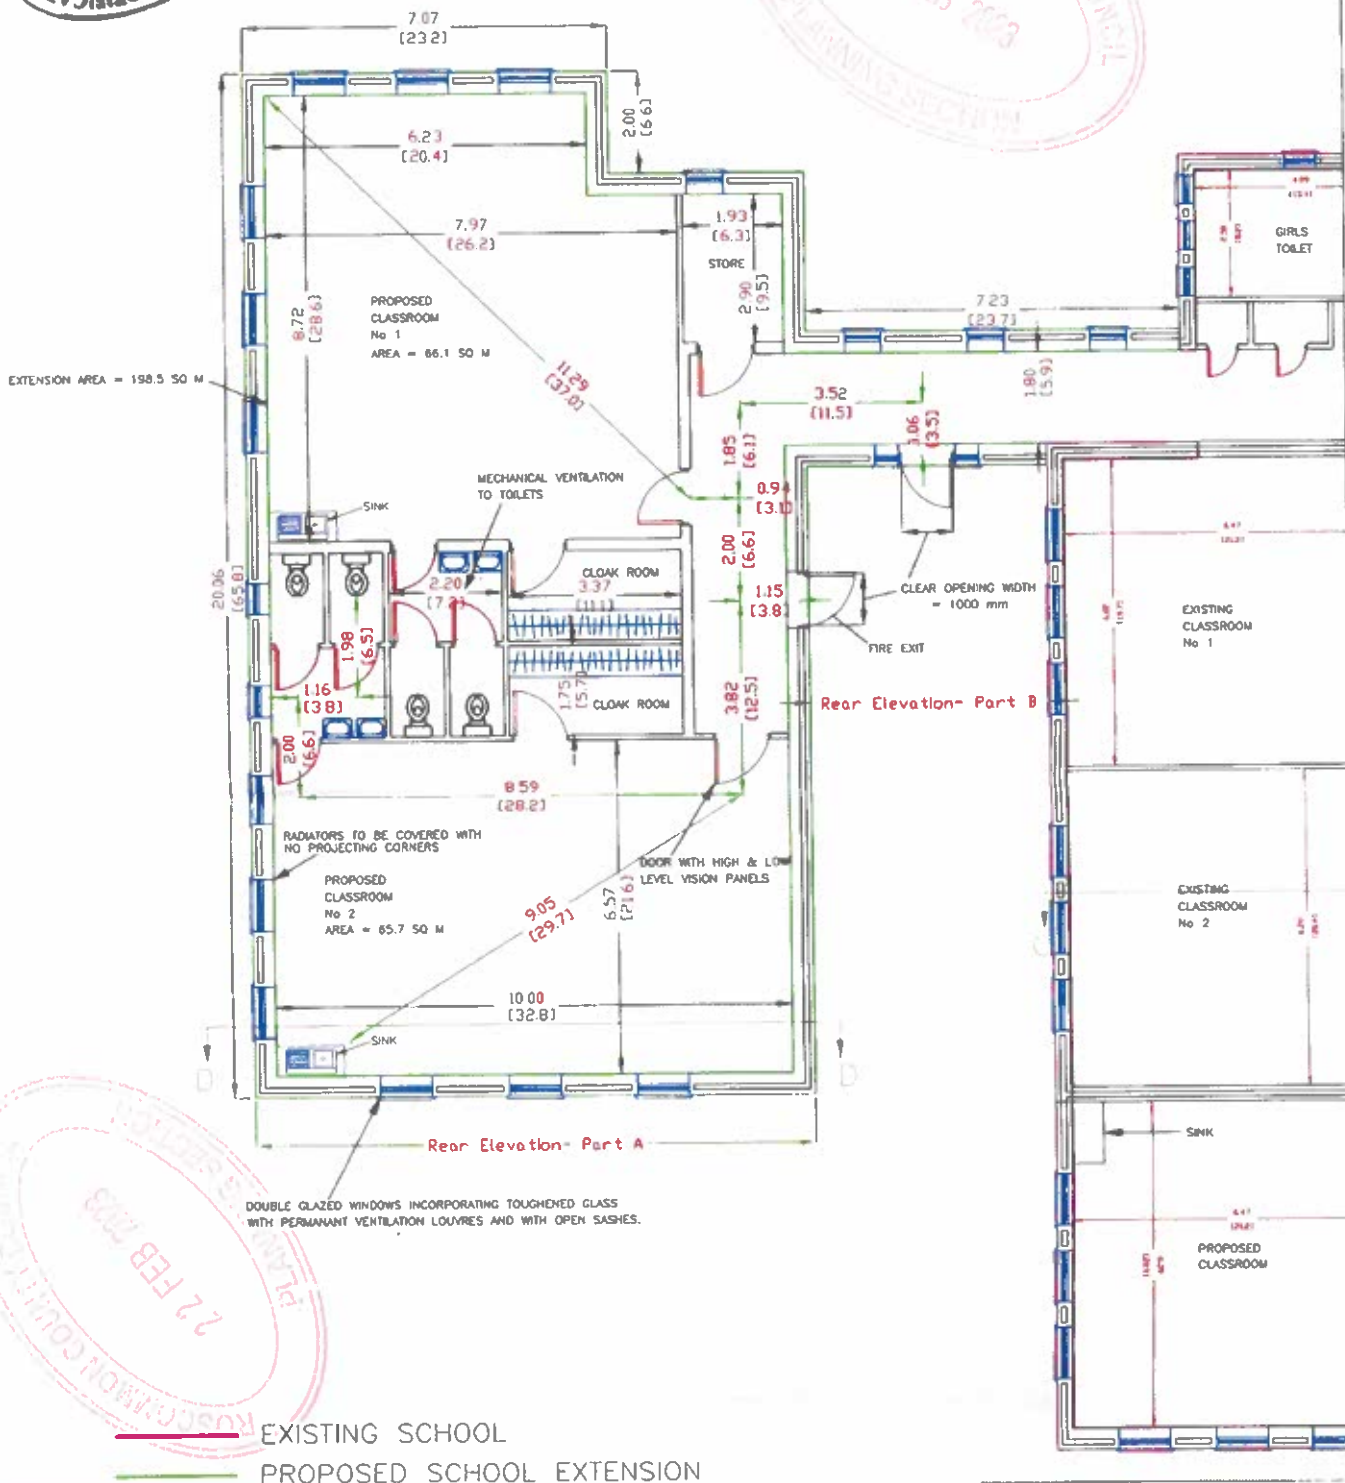 7.07
[23.2]
2.00
[6.6]
6.23
[20.4]
7.97
[26.2]
1.93
[6.3]
STORE
2.90
[9.5]
GIRLS
TOILET
7.23
[23.7]
1.80
[5.9]
PROPOSED
CLASSROOM
No 1
AREA = 66.1 SQ M
8.72
[28.6]
11.29
[37.0]
EXTENSION AREA = 198.5 SQ M
3.52
[11.5]
1.85
[6.1]
1.06
[3.5]
MECHANICAL VENTILATION
TO TOILETS
SINK
0.94
[3.1]
2.00
[6.6]
20.06
[65.8]
CLOAK ROOM
2.20
[7.2]
3.37
[11.1]
1.15
[3.8]
CLEAR OPENING WIDTH
= 1000 mm
FIRE EXIT
EXISTING
CLASSROOM
No 1
1.98
[6.5]
1.16
[3.8]
1.75
[5.7]
CLOAK ROOM
3.82
[12.5]
Rear Elevation- Part B
2.00
[6.6]
8.59
[28.2]
RADIATORS TO BE COVERED WITH
NO PROJECTING CORNERS
DOOR WITH HIGH & LOW
LEVEL VISION PANELS
PROPOSED
CLASSROOM
No 2
AREA = 65.7 SQ M
9.05
[29.7]
6.57
[21.6]
EXISTING
CLASSROOM
No 2
10.00
[32.8]
SINK
D
D
SINK
Rear Elevation- Part A
DOUBLE GLAZED WINDOWS INCORPORATING TOUGHENED GLASS
WITH PERMANANT VENTILATION LOUVRES AND WITH OPEN SASHES.
PROPOSED
CLASSROOM
PLANNING SECTION
22 FEB 2023
ROSCOMMON COUNTY
PLANNING SECTION
2023
EXISTING SCHOOL
PROPOSED SCHOOL EXTENSION